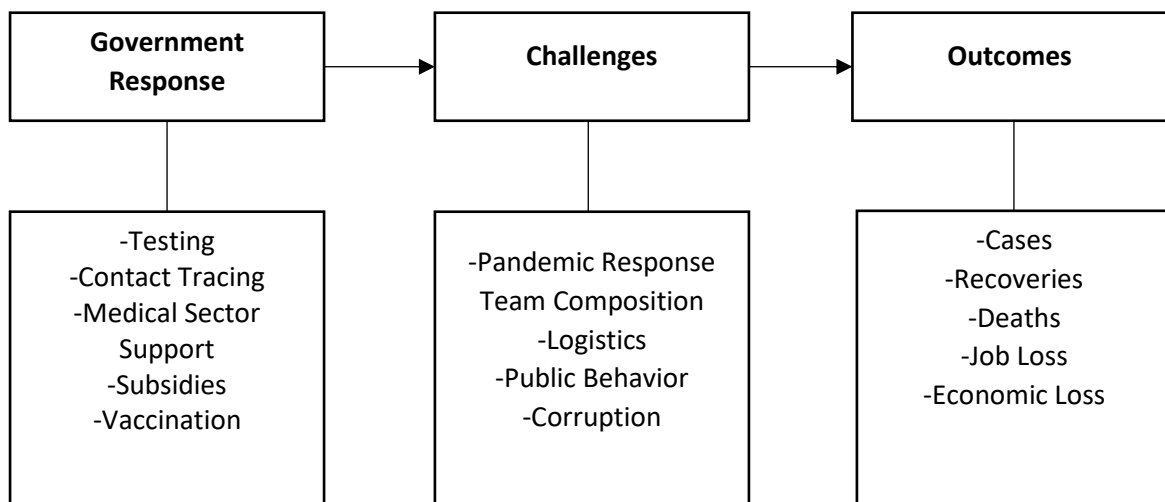 Government
Response
Challenges
Outcomes
-Testing
-Contact Tracing
-Medical Sector
Support
-Subsidies
-Vaccination
-Pandemic Response
Team Composition
-Logistics
-Public Behavior
-Corruption
-Cases
-Recoveries
-Deaths
-Job Loss
-Economic Loss